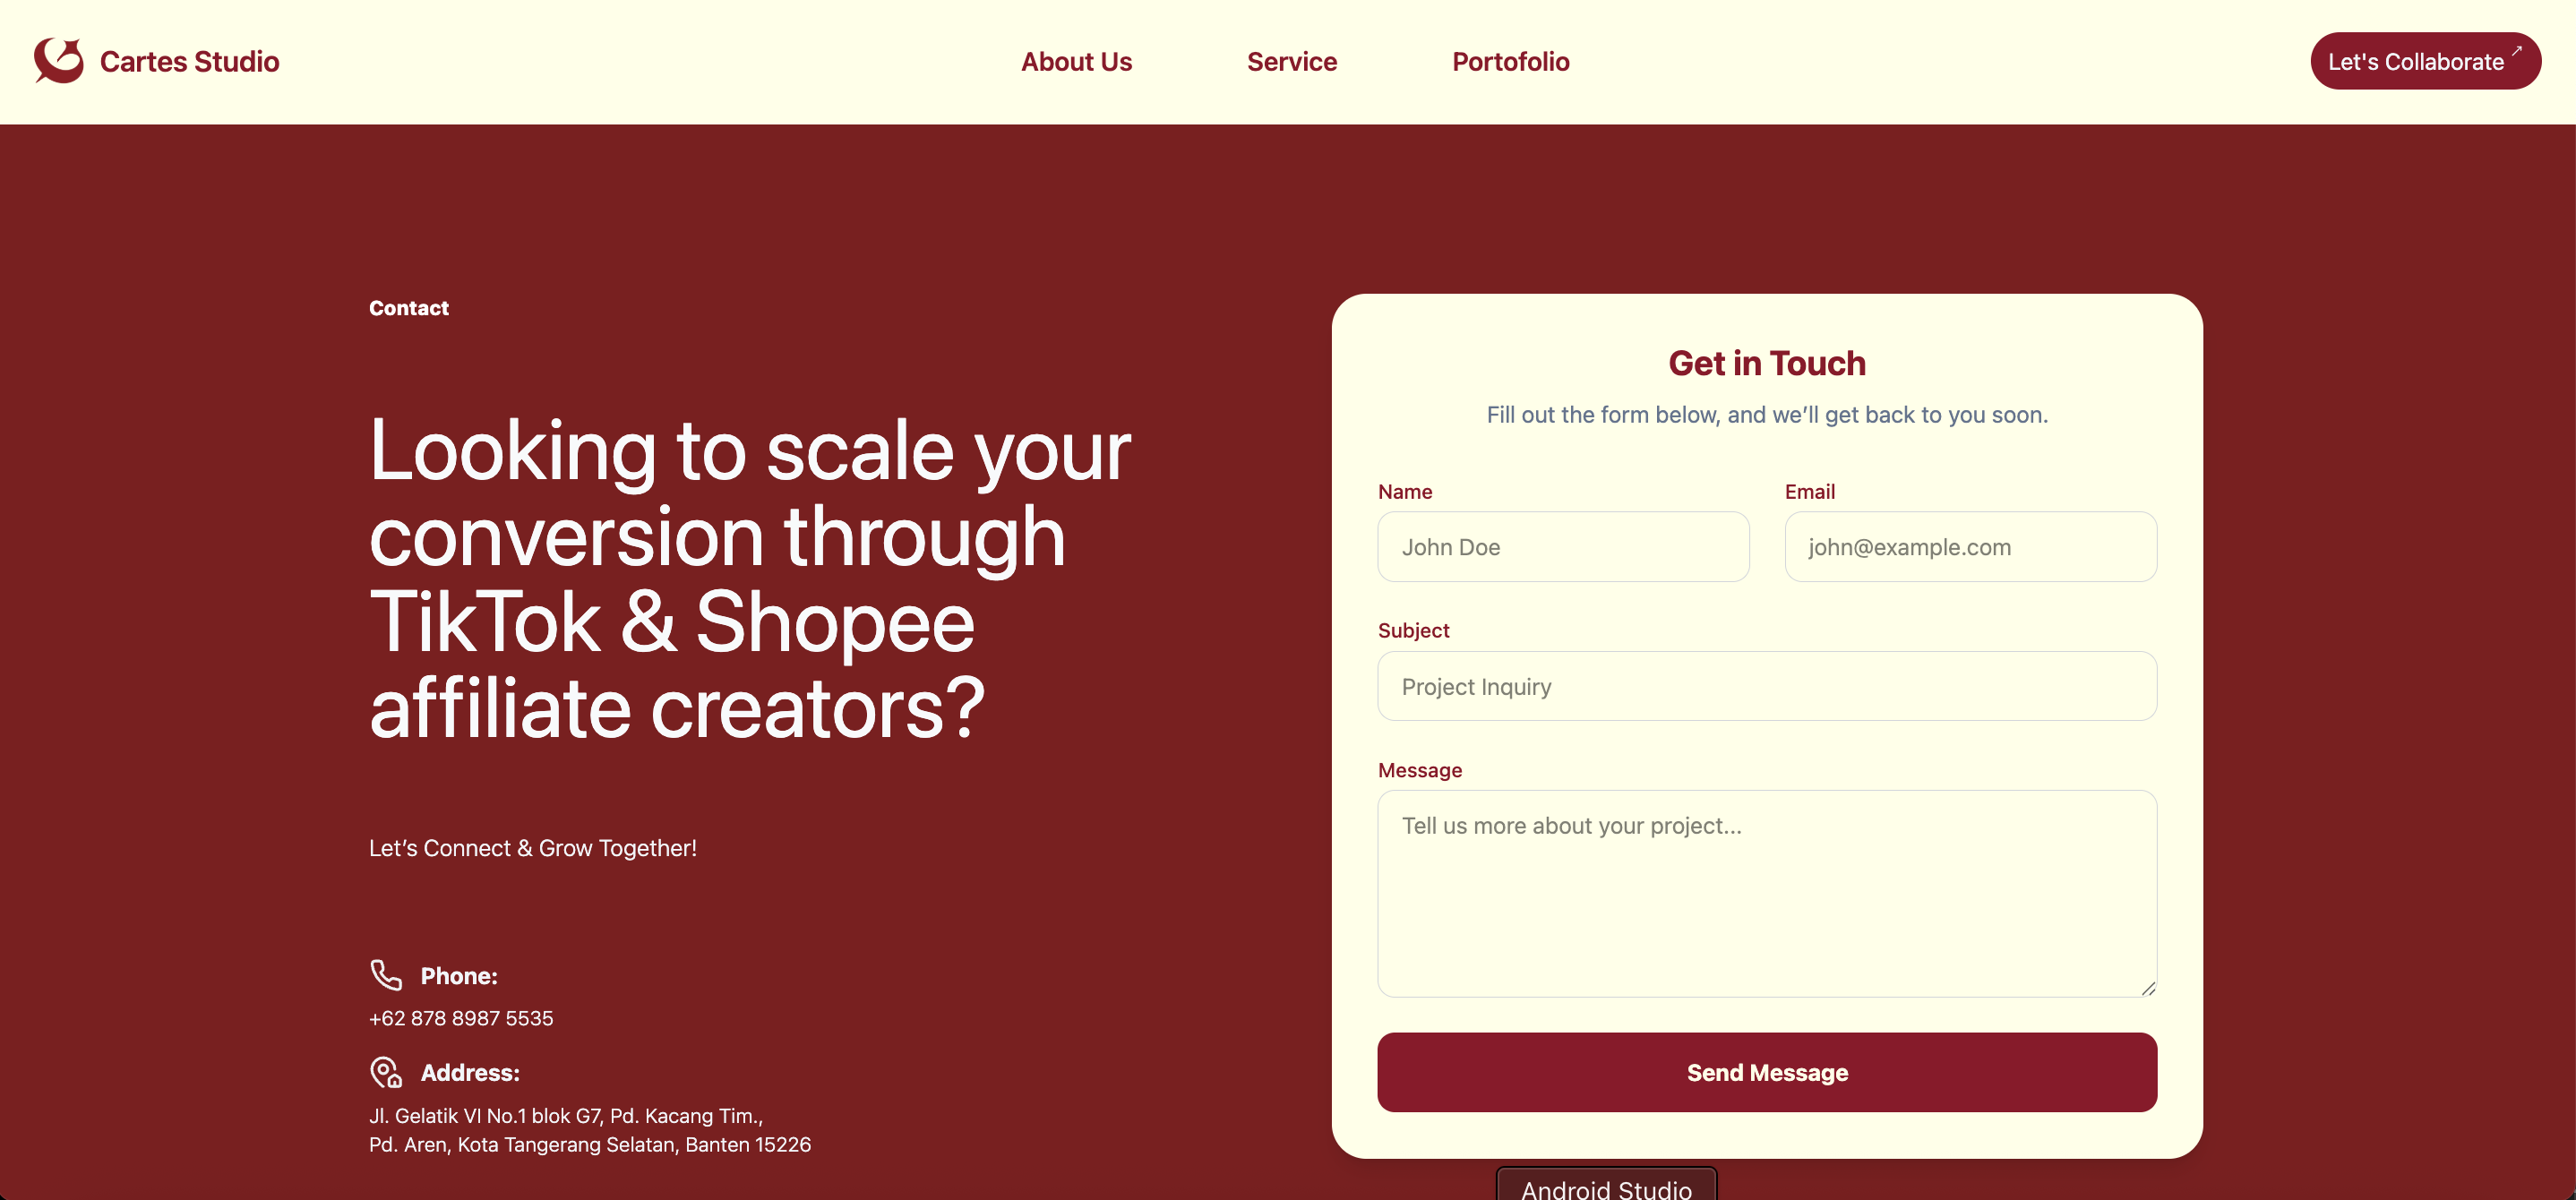 Cartes Studio
About Us
Service
Portofolio
Let's Collaborate ↗
Contact
Looking to scale your
conversion through
TikTok & Shopee
affiliate creators?
Let’s Connect & Grow Together!
Phone:
+62 878 8987 5535
Address:
Jl. Gelatik VI No.1 blok G7, Pd. Kacang Tim.,
Pd. Aren, Kota Tangerang Selatan, Banten 15226
Get in Touch
Fill out the form below, and we’ll get back to you soon.
Name
Email
John Doe
john@example.com
Subject
Project Inquiry
Message
Tell us more about your project...
Send Message
Android Studio